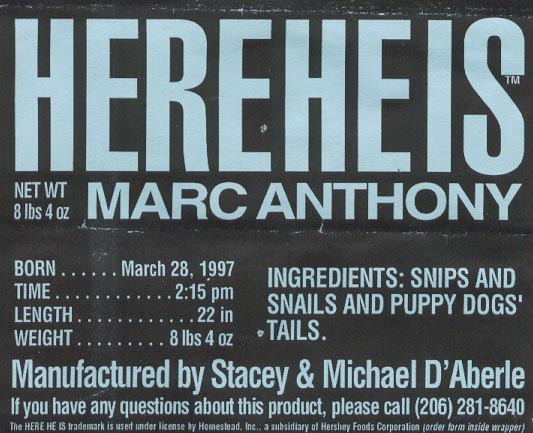 HEREHEIS™
NET WT
8 lbs 4 oz
MARC ANTHONY
BORN . . . . . . March 28, 1997
TIME . . . . . . . . . . . . 2:15 pm
LENGTH . . . . . . . . . . . . 22 in
WEIGHT . . . . . . . . . 8 lbs 4 oz
INGREDIENTS: SNIPS AND
SNAILS AND PUPPY DOGS'
TAILS.
Manufactured by Stacey & Michael D'Aberle
If you have any questions about this product, please call (206) 281-8640
The HERE HE IS trademark is used under license by Homestead, Inc., a subsidiary of Hershey Foods Corporation (order form inside wrapper)